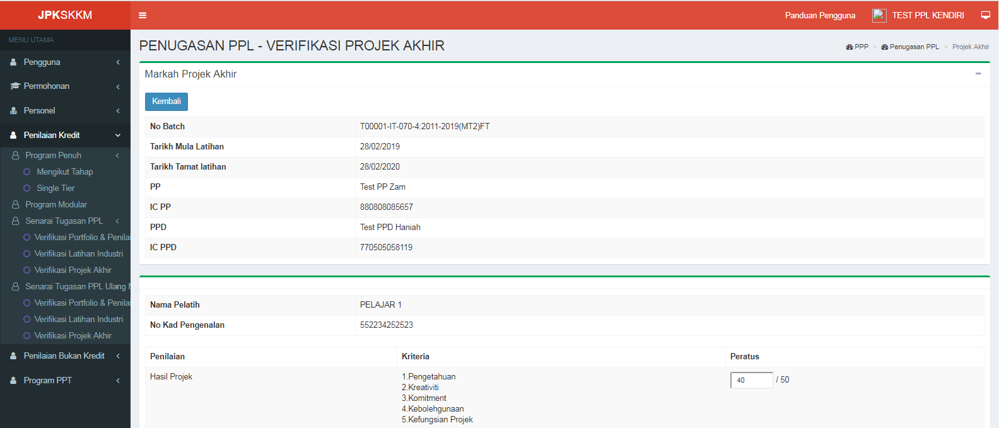 JPKSKKM
Panduan Pengguna
TEST PPL KENDIRI
MENU UTAMA
Pengguna
Permohonan
Personel
Penilaian Kredit
Program Penuh
Mengikut Tahap
Single Tier
Program Modular
Senarai Tugasan PPL
Verifikasi Portfolio & Penilai
Verifikasi Latihan Industri
Verifikasi Projek Akhir
Senarai Tugasan PPL Ulang
Verifikasi Portfolio & Penilai
Verifikasi Latihan Industri
Verifikasi Projek Akhir
Penilaian Bukan Kredit
Program PPT
PENUGASAN PPL - VERIFIKASI PROJEK AKHIR
PPP > Penugasan PPL > Projek Akhir
Markah Projek Akhir
Kembali
No Batch T00001-IT-070-4:2011-2019(MT2)FT
Tarikh Mula Latihan 28/02/2019
Tarikh Tamat latihan 28/02/2020
PP Test PP Zam
IC PP 880808085657
PPD Test PPD Haniah
IC PPD 770505058119
Nama Pelatih PELAJAR 1
No Kad Pengenalan 552234252523
Penilaian Kriteria Peratus
Hasil Projek 1.Pengetahuan 40 / 50
2.Kreativiti
3.Komitment
4.Kebolehgunaan
5.Kefungsian Projek